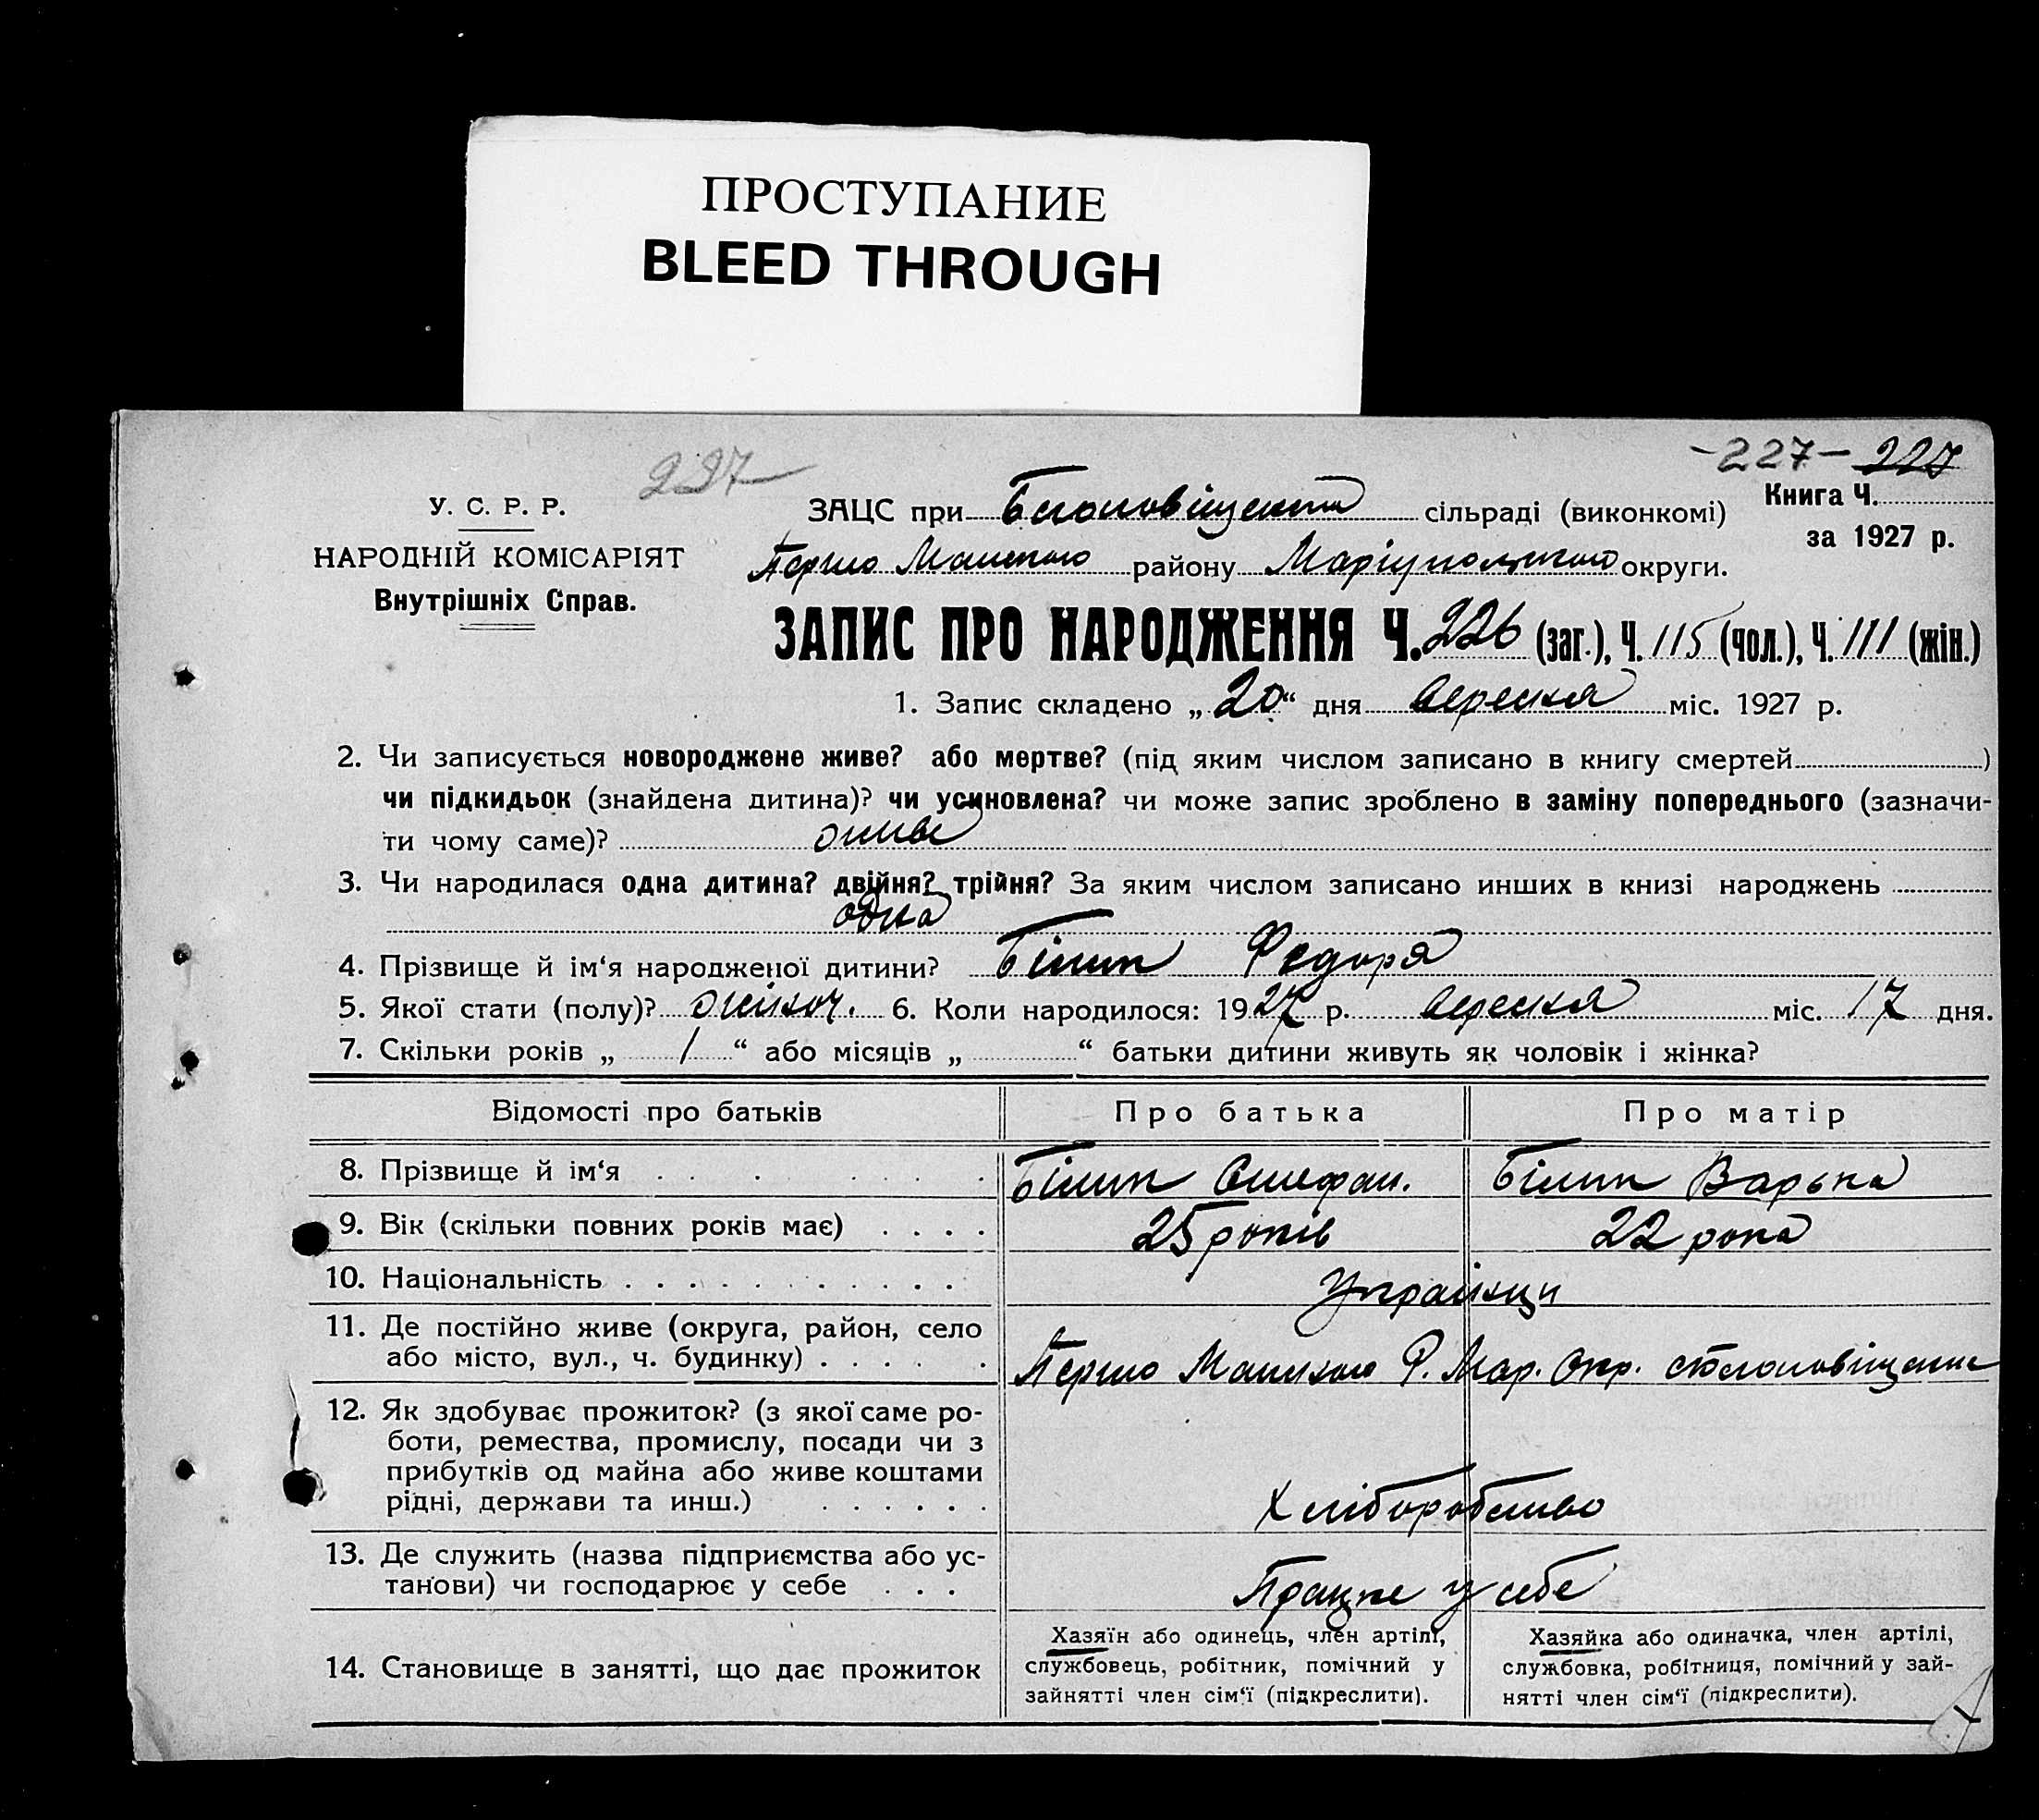 ПРОСТУПАНИЕ
BLEED THROUGH
-227- 227
227
У. С. Р. Р.
ЗАЦС при сільраді (виконкомі)
Книга Ч.
за 1927 р.
НАРОДНІЙ КОМІСАРІЯТ
Внутрішніх Справ.
району округи.
ЗАПИС ПРО НАРОДЖЕННЯ Ч. 226 (заг.), Ч. 115 (чол.), Ч. 111 (жін.)
1. Запис складено „ 20 “ дня вересня міс. 1927 р.
2. Чи записується новороджене живе? або мертве? (під яким числом записано в книгу смертей )
чи підкидьок (знайдена дитина)? чи усиновлена? чи може запис зроблено в заміну попереднього (зазначи-
ти чому саме)? живе
3. Чи народилася одна дитина? двійня? трійня? За яким числом записано инших в книзі народжень
одна
4. Прізвище й ім‘я народженої дитини? Федоря
5. Якої стати (полу)? жіноч. 6. Коли народилося: 1927 р. вересня міс. 17 дня.
7. Скільки років „ 1 “ або місяців „ “ батьки дитини живуть як чоловік і жінка?
Відомості про батьків Про батька Про матір
8. Прізвище й ім‘я Варька
9. Вік (скільки повних років має) 25 років 22 рока
10. Національність Українци
11. Де постійно живе (округа, район, село
або місто, вул., ч. будинку) Р. Мар. Окр.
12. Як здобуває прожиток? (з якої саме ро-
боти, ремества, промислу, посади чи з
прибутків од майна або живе коштами
рідні, держави та инш.) Хліборобство
13. Де служить (назва підприємства або ус-
танови) чи господарює у себе Працює у себе
14. Становище в занятті, що дає прожиток
Хазяїн або одинець, член артілі,
службовець, робітник, помічний у
зайнятті член сім‘ї (підкреслити).
Хазяйка або одиначка, член артілі,
службовка, робітниця, помічний у зай-
нятті член сім‘ї (підкреслити).